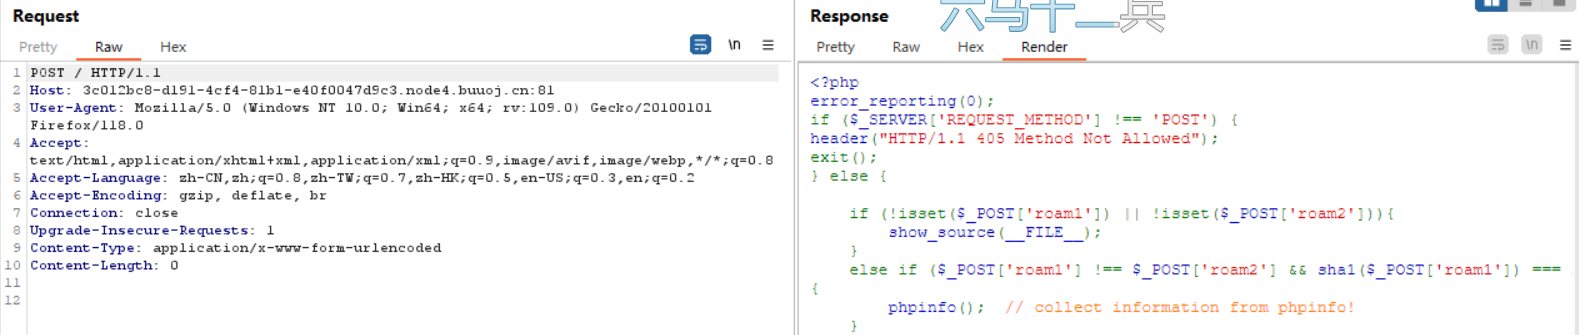 Request
Pretty Raw Hex
\n
1 POST / HTTP/1.1
2 Host: 3c012bc8-d191-4cf4-81b1-e40f0047d9c3.node4.buuoj.cn:81
3 User-Agent: Mozilla/5.0 (Windows NT 10.0; Win64; x64; rv:109.0) Gecko/20100101
Firefox/118.0
4 Accept:
text/html,application/xhtml+xml,application/xml;q=0.9,image/avif,image/webp,*/*;q=0.8
5 Accept-Language: zh-CN,zh;q=0.8,zh-TW;q=0.7,zh-HK;q=0.5,en-US;q=0.3,en;q=0.2
6 Accept-Encoding: gzip, deflate, br
7 Connection: close
8 Upgrade-Insecure-Requests: 1
9 Content-Type: application/x-www-form-urlencoded
10 Content-Length: 0
11
12
Response
六马十一兵
Pretty Raw Hex Render
\n
<?php
error_reporting(0);
if ($_SERVER['REQUEST_METHOD'] !== 'POST') {
header("HTTP/1.1 405 Method Not Allowed");
exit();
} else {
if (!isset($_POST['roam1']) || !isset($_POST['roam2'])){
show_source(__FILE__);
}
else if ($_POST['roam1'] !== $_POST['roam2'] && sha1($_POST['roam1']) ===
{
phpinfo(); // collect information from phpinfo!
}